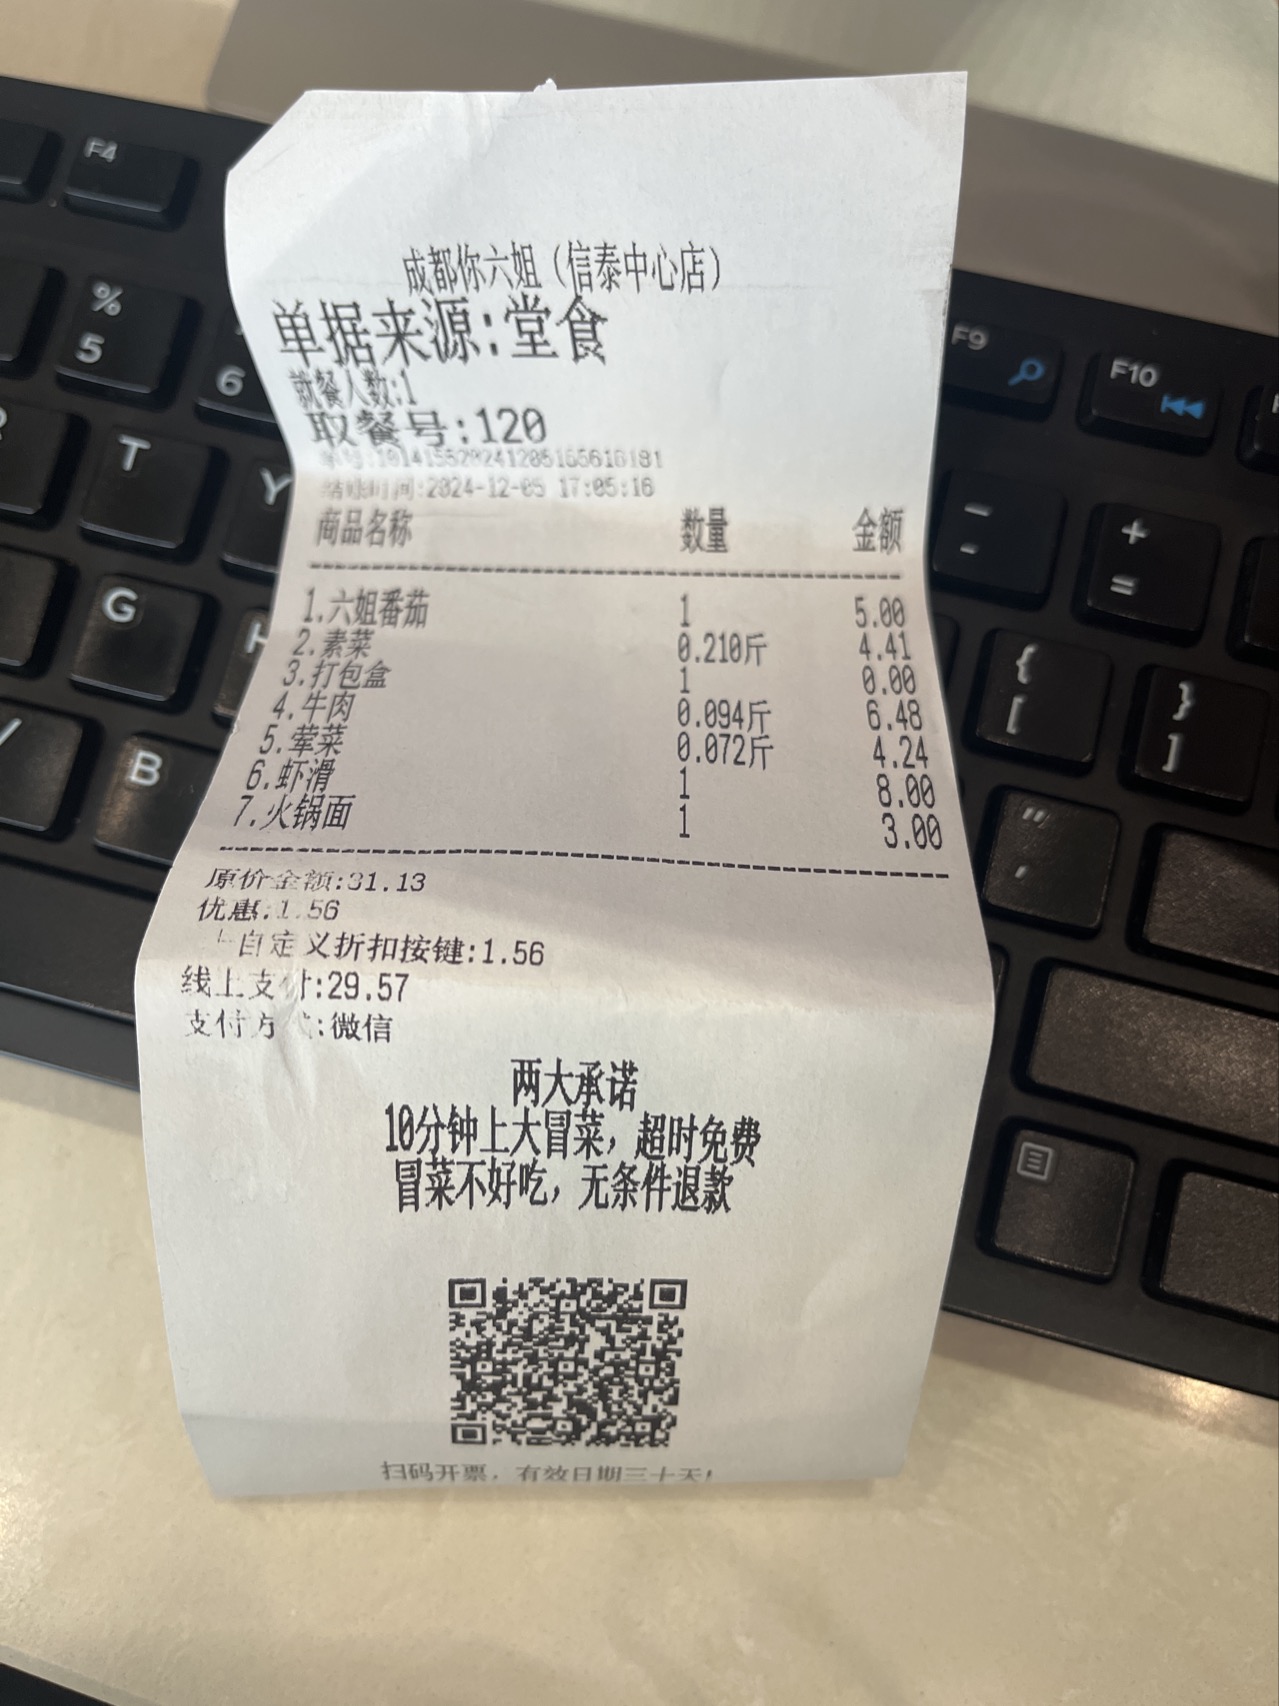 成都你六姐（信泰中心店）
单据来源:堂食
就餐人数:1
取餐号:120
结账时间:2024-12-05 17:05:16
商品名称 数量 金额
1.六姐番茄 1 5.00
2.素菜 0.210斤 4.41
3.打包盒 1 0.00
4.牛肉 0.094斤 6.48
5.荤菜 0.072斤 4.24
6.虾滑 1 8.00
7.火锅面 1 3.00
原价金额:31.13
优惠:1.56
自定义折扣按键:1.56
线上支付:29.57
支付方式:微信
两大承诺
10分钟上大冒菜，超时免费
冒菜不好吃，无条件退款
扫码开票，有效日期三十天!
F4
% 5
6
T
Y
G
H
B
F9
F10
- -
+ =
{ [
} ]
" '